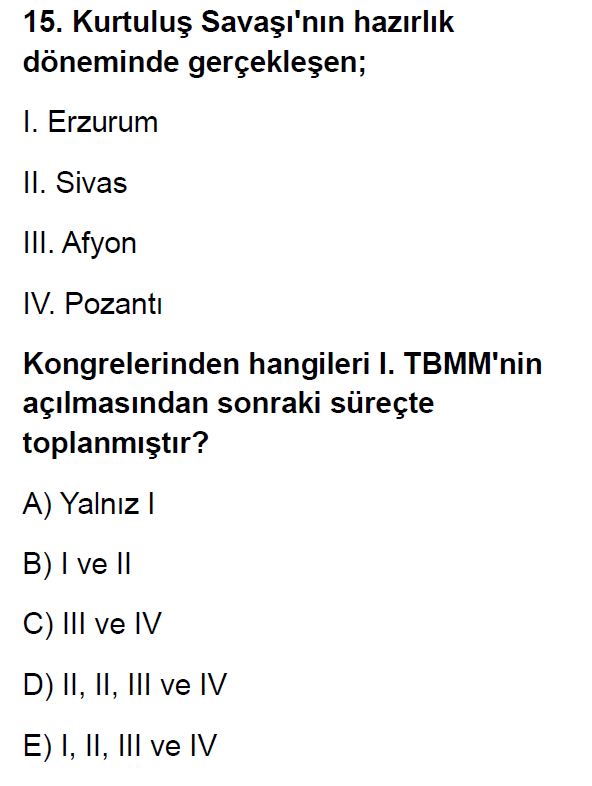 15. Kurtuluş Savaşı'nın hazırlık
döneminde gerçekleşen;
I. Erzurum
II. Sivas
III. Afyon
IV. Pozantı
Kongrelerinden hangileri I. TBMM'nin
açılmasından sonraki süreçte
toplanmıştır?
A) Yalnız I
B) I ve II
C) III ve IV
D) II, II, III ve IV
E) I, II, III ve IV